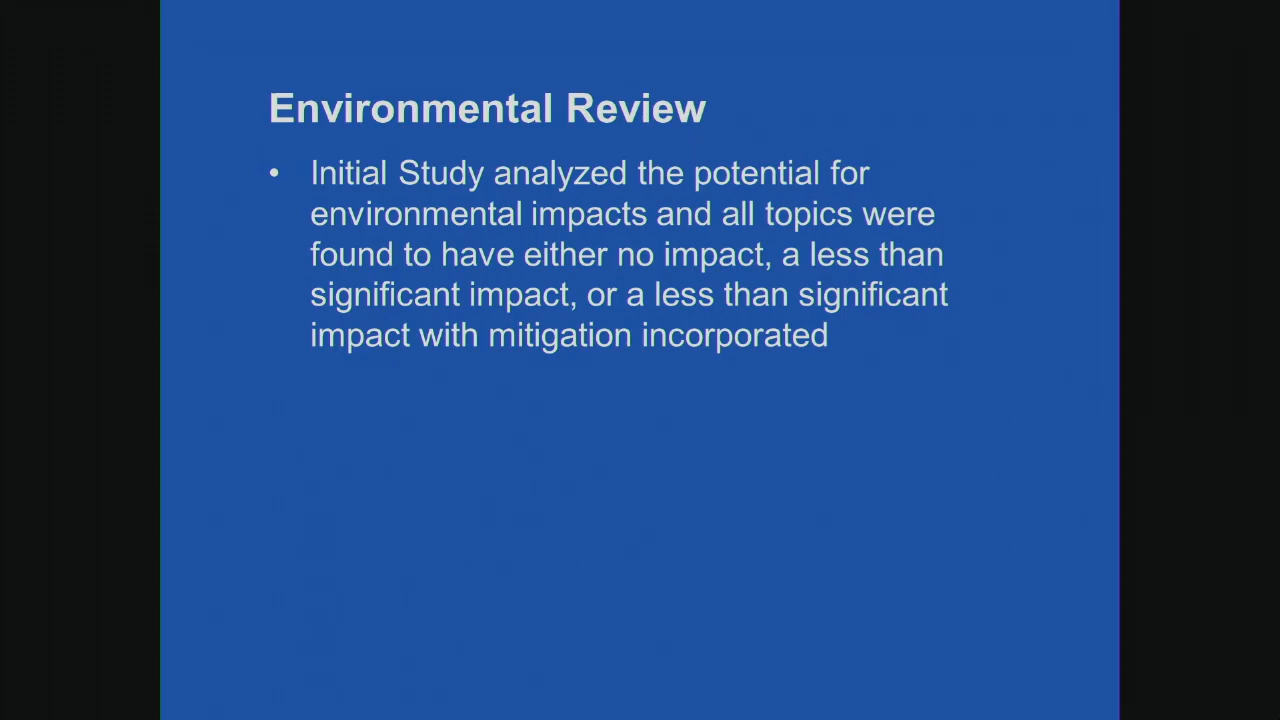 Environmental Review
• Initial Study analyzed the potential for
environmental impacts and all topics were
found to have either no impact, a less than
significant impact, or a less than significant
impact with mitigation incorporated